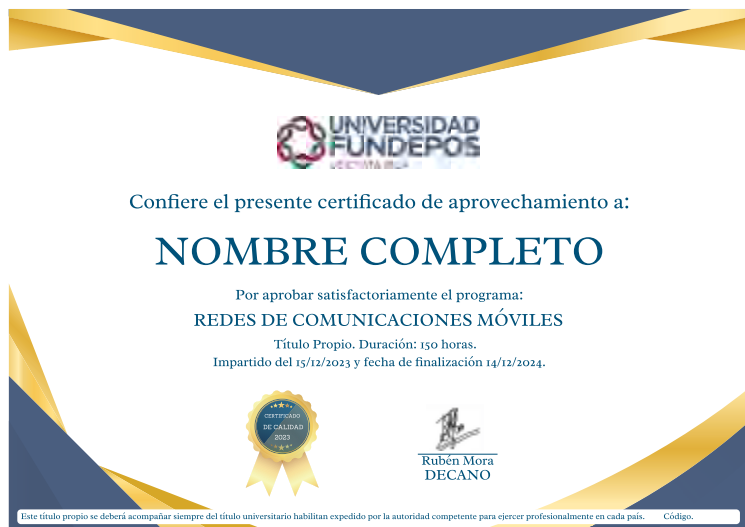 UNIVERSIDAD
FUNDEPOS
Confiere el presente certificado de aprovechamiento a:
NOMBRE COMPLETO
Por aprobar satisfactoriamente el programa:
REDES DE COMUNICACIONES MÓVILES
Título Propio. Duración: 150 horas.
Impartido del 15/12/2023 y fecha de finalización 14/12/2024.
CERTIFICADO
DE CALIDAD
2023
Rubén Mora
DECANO
Este título propio se deberá acompañar siempre del título universitario habilitan expedido por la autoridad competente para ejercer profesionalmente en cada país. Código.